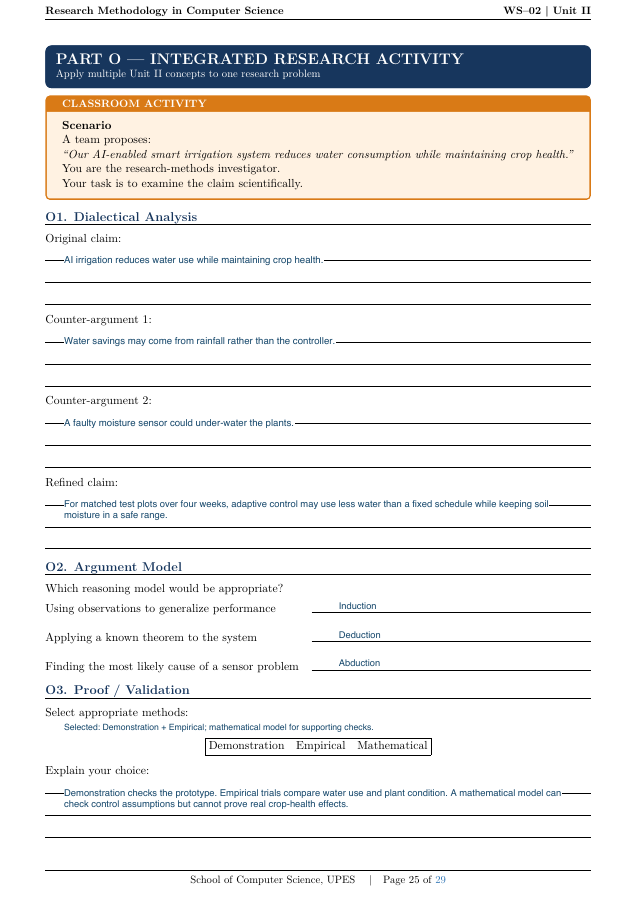 Research Methodology in Computer Science WS–02 | Unit II
PART O — INTEGRATED RESEARCH ACTIVITY
Apply multiple Unit II concepts to one research problem
CLASSROOM ACTIVITY
Scenario
A team proposes:
“Our AI-enabled smart irrigation system reduces water consumption while maintaining crop health.”
You are the research-methods investigator.
Your task is to examine the claim scientifically.
O1. Dialectical Analysis
Original claim:
AI irrigation reduces water use while maintaining crop health.
Counter-argument 1:
Water savings may come from rainfall rather than the controller.
Counter-argument 2:
A faulty moisture sensor could under-water the plants.
Refined claim:
For matched test plots over four weeks, adaptive control may use less water than a fixed schedule while keeping soil
moisture in a safe range.
O2. Argument Model
Which reasoning model would be appropriate?
Using observations to generalize performance Induction
Applying a known theorem to the system Deduction
Finding the most likely cause of a sensor problem Abduction
O3. Proof / Validation
Select appropriate methods:
Selected: Demonstration + Empirical; mathematical model for supporting checks.
Demonstration Empirical Mathematical
Explain your choice:
Demonstration checks the prototype. Empirical trials compare water use and plant condition. A mathematical model can
check control assumptions but cannot prove real crop-health effects.
School of Computer Science, UPES | Page 25 of 29